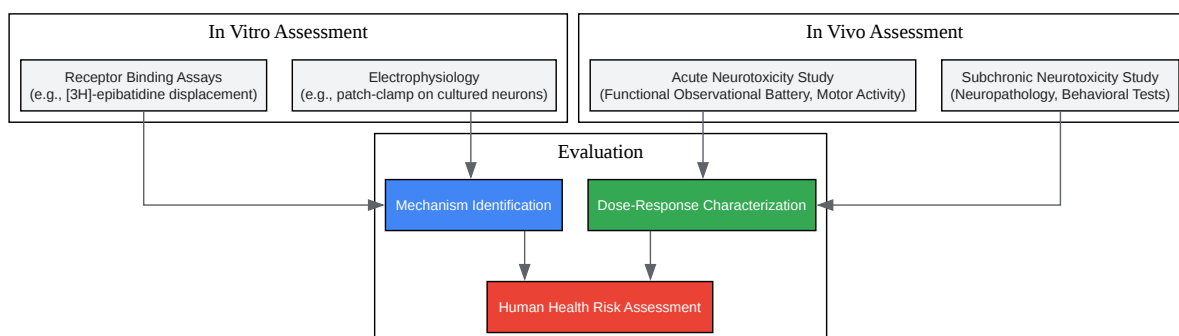 In Vitro Assessment
Receptor Binding Assays
(e.g., [3H]-epibatidine displacement)
Electrophysiology
(e.g., patch-clamp on cultured neurons)
In Vivo Assessment
Acute Neurotoxicity Study
(Functional Observational Battery, Motor Activity)
Subchronic Neurotoxicity Study
(Neuropathology, Behavioral Tests)
Evaluation
Mechanism Identification
Dose-Response Characterization
Human Health Risk Assessment